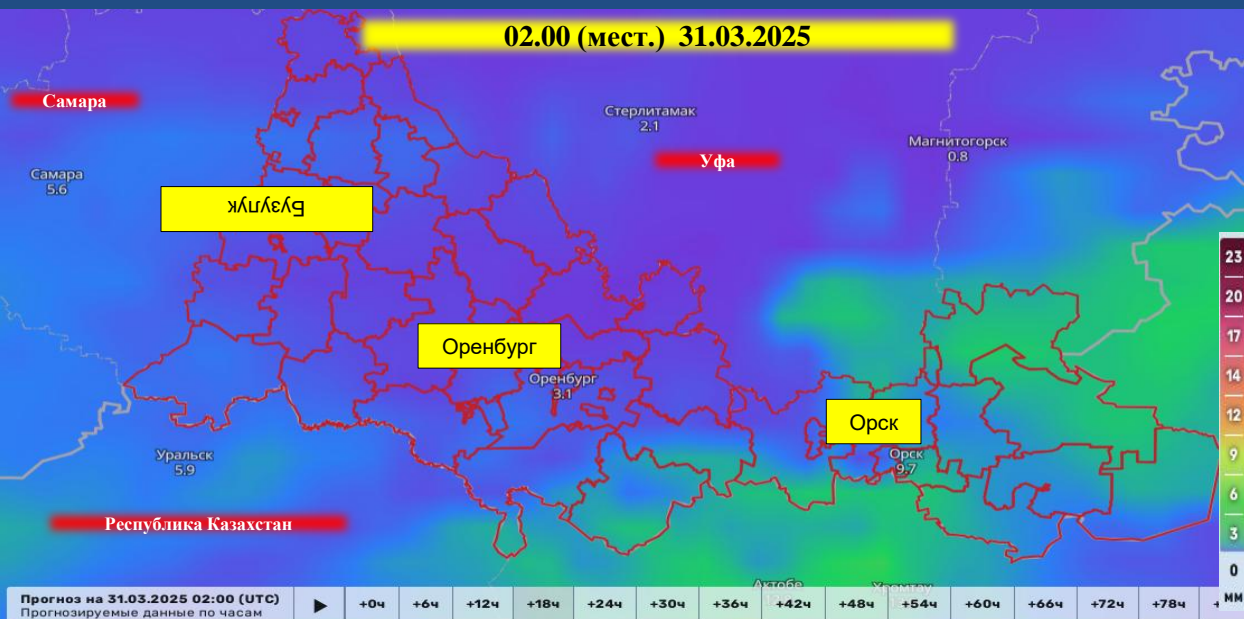 02.00 (мест.) 31.03.2025
Самара
Стерлитамак
2.1
Магнитогорск
0.8
Уфа
Самара
5.6
Бузулук
23
20
17
14
12
9
6
3
0
мм
Оренбург
Оренбург
3.1
Орск
Орск
9.7
Уральск
5.9
Республика Казахстан
Актобе
Хромтау
Прогноз на 31.03.2025 02:00 (UTC)
Прогнозируемые данные по часам
+0ч +6ч +12ч +18ч +24ч +30ч +36ч +42ч +48ч +54ч +60ч +66ч +72ч +78ч